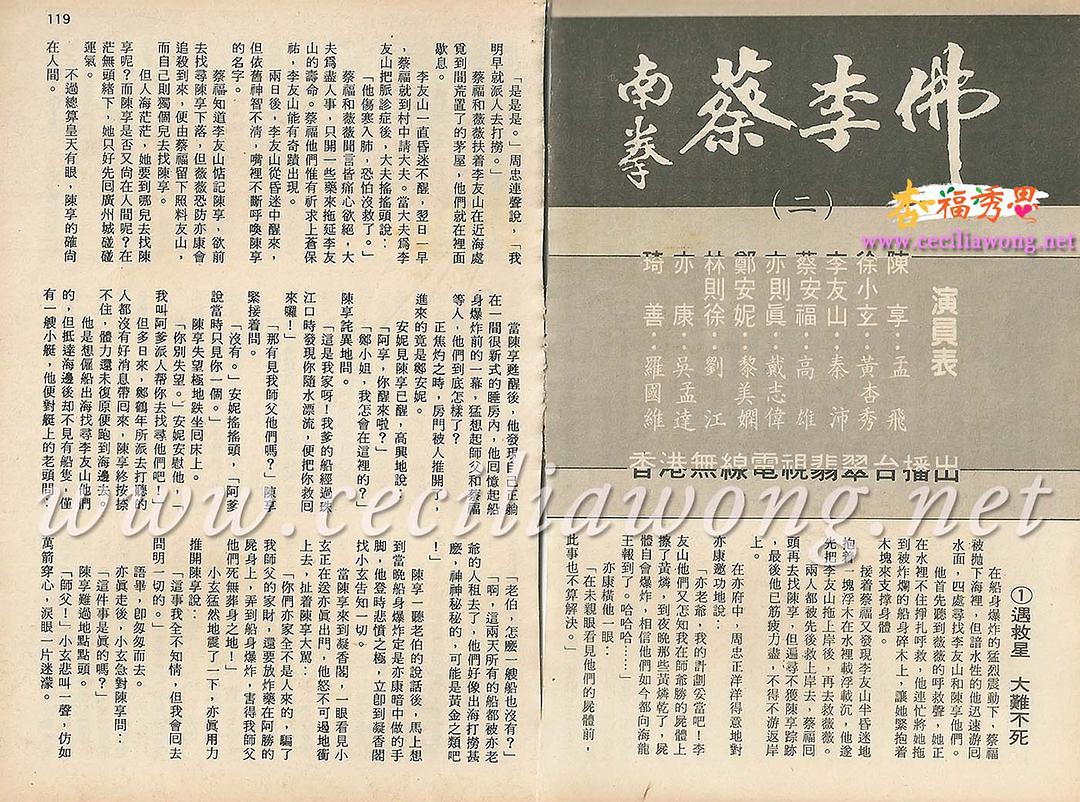 佛李蔡
南拳
(二)
杏福秀思
www.ceciliawong.net
演員表
陳享：孟飛
徐小玄：黃杏秀
李友山：秦沛
蔡安福：高雄
亦則眞：戴志偉
鄭安妮：黎美嫻
林則徐：劉江
亦康：吳孟達
琦善：羅國維
香港無線電視翡翠台播出
①遇救星　大難不死
在船身爆炸的猛烈震動下，蔡福
被抛下海裡，但諳水性的他迅速游回
水面，四處尋找李友山和陳享他們。
他首先聽到薇薇的呼救聲，她正
在水裡不住掙扎呼救，他連忙將她拖
到被炸爛的船身碎木上，讓她緊抱着
木塊來支撐身體。
接着蔡福又發現李友山半昏迷地
抱着一塊碎木在水裡載浮載沉，他遂
先把李友山拖上岸後，再去救薇薇。
兩人都被先後救上岸去，蔡福回
頭再去找陳享，但遍尋不獲陳享踪跡
，最後他已筋疲力盡，不得不游返岸
上。
在亦府中，周忠正洋洋得意地對
亦康邀功說：
「亦老爺，我的計劃妥當吧！李
友山他們又怎知我在師爺勝的屍體上
擦了黃燐，到夜晚那些黃燐乾了，屍
體自會爆炸，相信他們如今都向海龍
王報到了。哈哈哈……」
亦康橫他一眼：
「在未親眼看見他們的屍體前，
此事也不算解決。」
119
「是是是。」周忠連聲說，「我
明早就派人去打撈。」
蔡福和薇薇扶着李友山在近海處
覓到間荒置了的茅屋，他們就在裡面
歇息。
李友山一直昏迷不醒，翌日一早
，蔡福就到村中請大夫。當大夫爲李
友山把脈診症後，大夫搖頭說：
「他傷寒入肺，恐怕沒救了。」
蔡福和薇薇聞言皆痛心欲絕，大
夫爲盡人事，只開一些藥來拖延李友
山的壽命。蔡福他們惟有祈求上蒼保
祐，李友山能有奇蹟出現。
兩日後，李友山從昏迷中醒來，
但依舊神智不清，嘴裡不斷呼喚陳享
的名字。
蔡福知道李友山惦記陳享，欲前
去找尋陳享下落，但薇薇恐防亦康會
追殺到來，便由蔡福留下照料友山，
而自己則獨個兒去找陳享。
但人海茫茫，她要到哪兒去找陳
享呢？而陳享是否又尙在人間呢？在
茫無頭緒下，她只好先回廣州城碰碰
運氣。
不過總算皇天有眼，陳享的確尙
在人間。
當陳享甦醒後，他發現自己正躺
在一間很新式的睡房內，他回憶起船
身爆炸前的一幕，猛想起師父和蔡福
等人，他們到底怎樣了？
正焦灼之時，房門被人推開了，
進來的竟是鄭安妮。
安妮見陳享已醒，高興地說：
「阿享，你醒來啦？」
「鄭小姐，我怎會在這裡的？」
陳享詫異地問。
「這是我家呀！我爹的船經過珠
江口時發現你隨水漂流，便把你救回
來囉！」
「那有見我師父他們嗎？」陳享
緊接着問。
「沒有。」安妮搖搖頭，「阿爹
說當時只見你一個。」
陳享失望極地跌坐回床上。
「你別失望。」安妮安慰他，「
我叫阿爹派人帮你去找尋他們吧！」
但多日來，鄭鶴年所派去打聽的
人都沒有好消息帶回來，陳享終按捺
不住，體力還未復原便跑到海邊去。
他是想僱船出海找尋李友山他們
的，但抵達海邊後却不見有船隻，僅
有一艘小艇，他便對艇上的老頭問：
「老伯，怎麽一艘船也沒有？」
「啊，這兩天所有的船都被亦老
爺的人租去了，他們好像出海打撈甚
麽，神神秘秘的，可能是黃金之類吧
！」
陳享一聽老伯的說話後，馬上想
到當晚船身爆炸定是亦康暗中做的手
脚，他登時悲憤之極，立卽到凝香閣
找小玄告知一切。
當陳享來到凝香閣，一眼看見小
玄正在送亦眞出門，他怒不可遏地衝
上去，扯着陳享大駡：
「你們亦家全不是人來的，騙了
我師父的家財，還要放炸藥在阿勝的
屍身上，弄到船身爆炸，害得我師父
他們死無葬身之地！」
小玄猛然地震了一下，亦眞用力
推開陳享說：
「這事我全不知情，但我會回去
問明一切的。」
語畢，卽匆匆而去。
亦眞走後，小玄急對陳享問：
「這件事是眞的嗎？」
陳享難過地點點頭。
「師父！」小玄悲叫一聲，仿如
萬箭穿心，淚眼一片迷濛。
www.ceciliawong.net